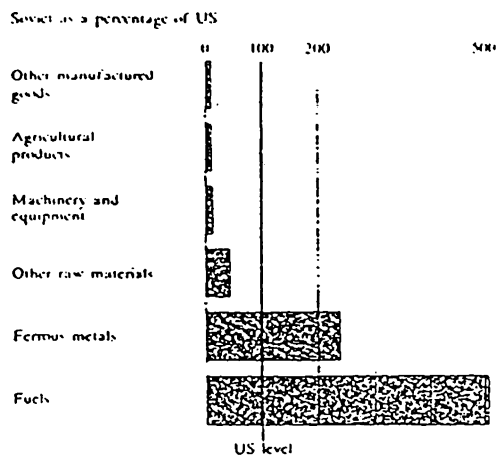 Soviet as a percentage of US
0 100 200 500
Other manufactured
goods
Agricultural
products
Machinery and
equipment
Other raw materials
Ferrous metals
Fuels
US level